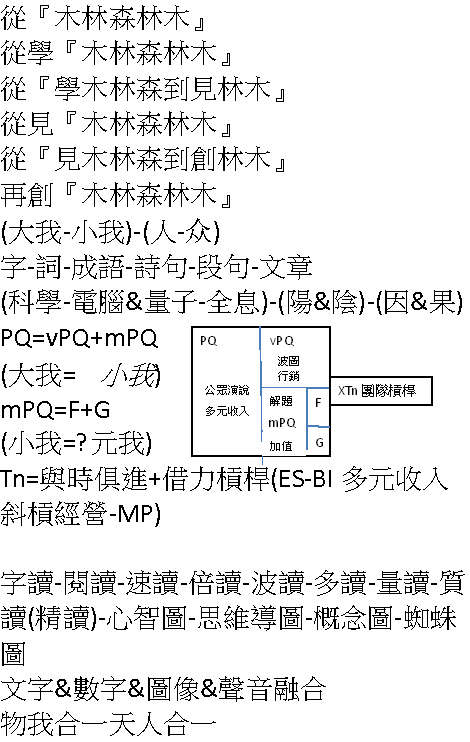 從『木林森林木』
從學『木林森林木』
從『學木林森到見林木』
從見『木林森林木』
從『見木林森到創林木』
再創『木林森林木』
(大我-小我)-(人-众)
字-詞-成語-詩句-段句-文章
(科學-電腦&量子-全息)-(陽&陰)-(因&果)
PQ=vPQ+mPQ
(大我= 小我)
mPQ=F+G
(小我=?元我)
PQ
公眾演說
多元收入
vPQ
波圖
行銷
解題
mPQ
加值
F
G
XTn 團隊槓桿
Tn=與時俱進+借力槓桿(ES-BI 多元收入
斜槓經營-MP)
字讀-閱讀-速讀-倍讀-波讀-多讀-量讀-質
讀(精讀)-心智圖-思維導圖-概念圖-蜘蛛
圖
文字&數字&圖像&聲音融合
物我合一天人合一